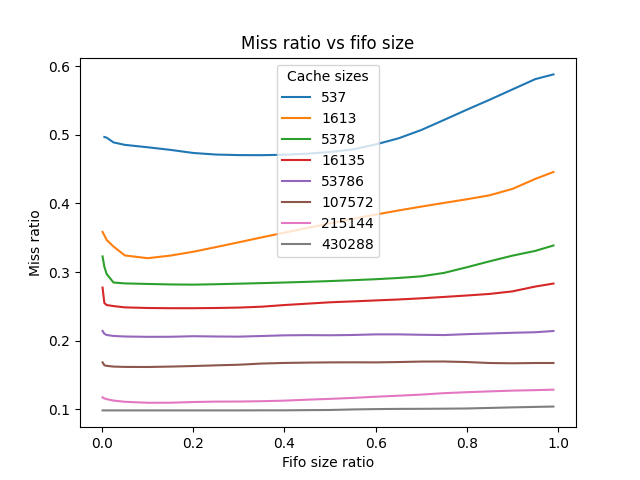 Miss ratio vs fifo size
Cache sizes
537
1613
5378
16135
53786
107572
215144
430288
0.6
0.5
0.4
0.3
0.2
0.1
Miss ratio
0.0 0.2 0.4 0.6 0.8 1.0
Fifo size ratio